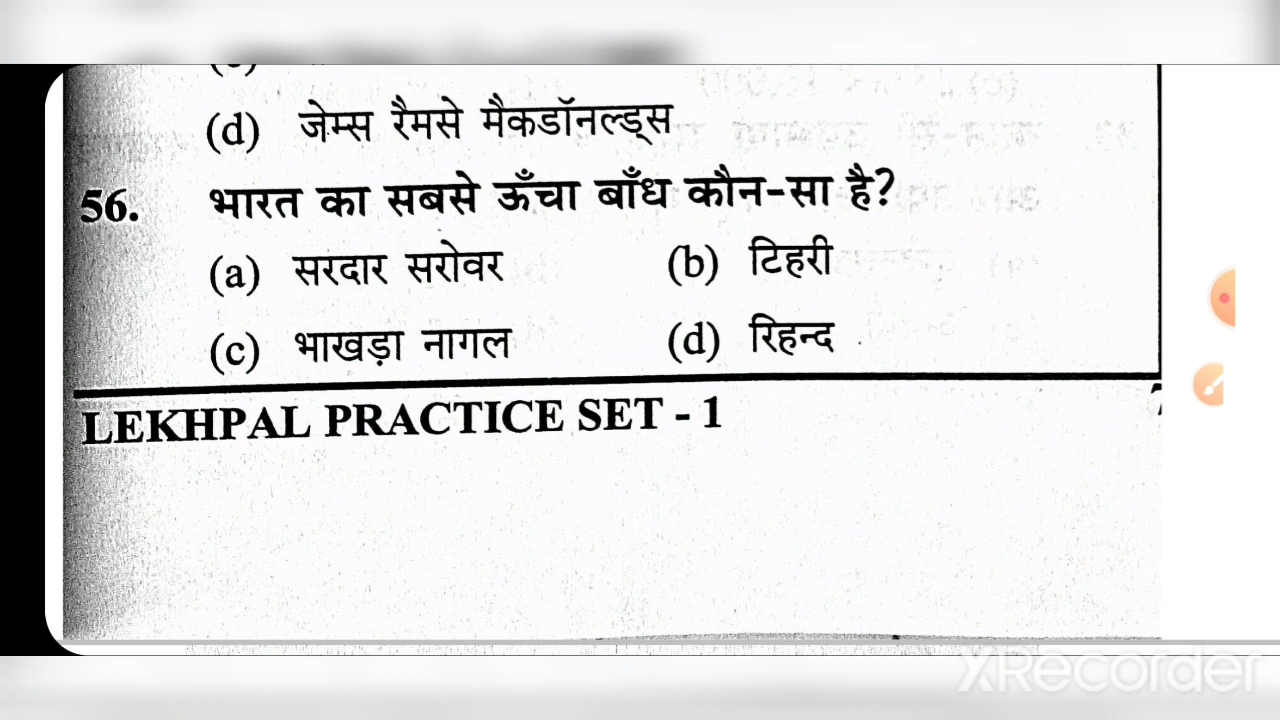 (d) जेम्स रैमसे मैकडॉनल्ड्स
56. भारत का सबसे ऊँचा बाँध कौन-सा है?
(a) सरदार सरोवर (b) टिहरी
(c) भाखड़ा नागल (d) रिहन्द
LEKHPAL PRACTICE SET - 1
XRecorder